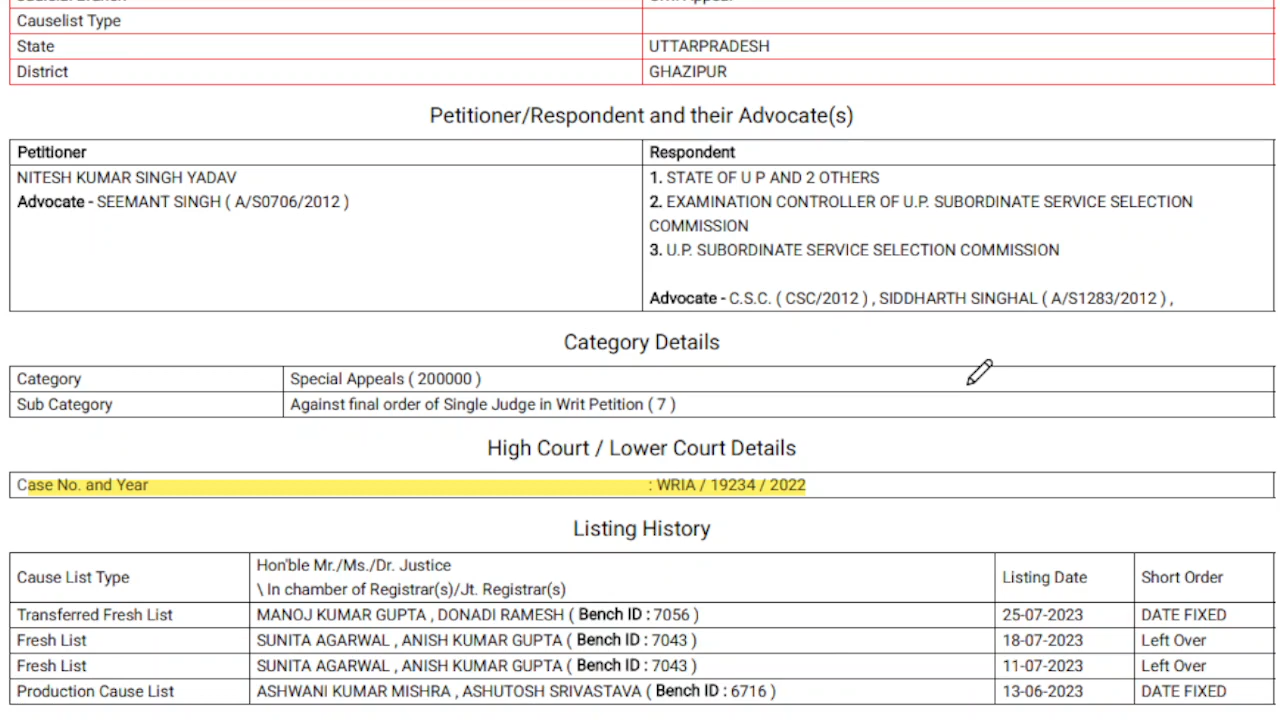 Causelist Type
State UTTARPRADESH
District GHAZIPUR
Petitioner/Respondent and their Advocate(s)
Petitioner Respondent
NITESH KUMAR SINGH YADAV 1. STATE OF U P AND 2 OTHERS
Advocate - SEEMANT SINGH ( A/S0706/2012 ) 2. EXAMINATION CONTROLLER OF U.P. SUBORDINATE SERVICE SELECTION
COMMISSION
3. U.P. SUBORDINATE SERVICE SELECTION COMMISSION
Advocate - C.S.C. ( CSC/2012 ) , SIDDHARTH SINGHAL ( A/S1283/2012 ) ,
Category Details
Category Special Appeals ( 200000 )
Sub Category Against final order of Single Judge in Writ Petition ( 7 )
High Court / Lower Court Details
Case No. and Year : WRIA / 19234 / 2022
Listing History
Cause List Type Hon'ble Mr./Ms./Dr. Justice
\ In chamber of Registrar(s)/Jt. Registrar(s) Listing Date Short Order
Transferred Fresh List MANOJ KUMAR GUPTA , DONADI RAMESH ( Bench ID : 7056 ) 25-07-2023 DATE FIXED
Fresh List SUNITA AGARWAL , ANISH KUMAR GUPTA ( Bench ID : 7043 ) 18-07-2023 Left Over
Fresh List SUNITA AGARWAL , ANISH KUMAR GUPTA ( Bench ID : 7043 ) 11-07-2023 Left Over
Production Cause List ASHWANI KUMAR MISHRA , ASHUTOSH SRIVASTAVA ( Bench ID : 6716 ) 13-06-2023 DATE FIXED